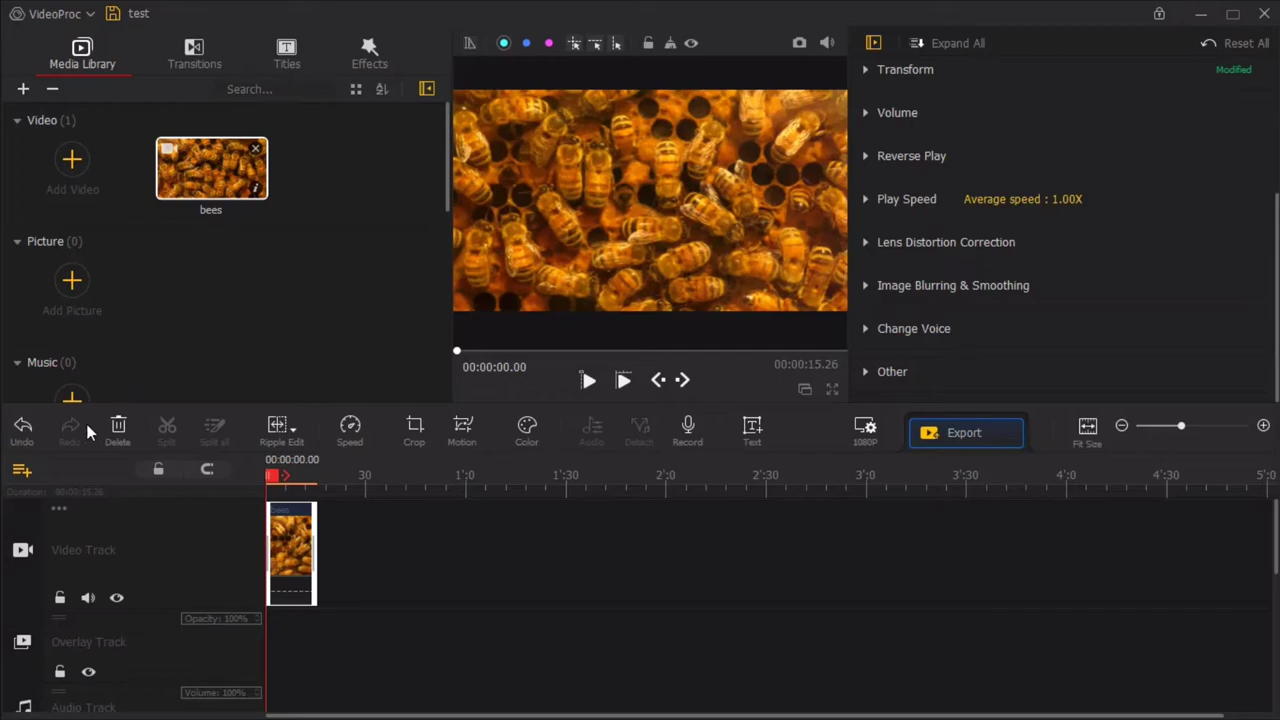 VideoProc
test
Media Library
Transitions
Titles
Effects
Search...
Video (1)
Add Video
bees
Picture (0)
Add Picture
Music (0)
00:00:00.00
00:00:15.26
Expand All
Reset All
Transform
Modified
Volume
Reverse Play
Play Speed
Average speed : 1.00X
Lens Distortion Correction
Image Blurring & Smoothing
Change Voice
Other
Undo
Redo
Delete
Split
Split all
Ripple Edit
Speed
Crop
Motion
Color
Audio
Detach
Record
Text
1080P
Export
Fit Size
00:00:00.00
30
1:0
1:30
2:0
2:30
3:0
3:30
4:0
4:30
5:0
Duration: 00:00:15.26
bees
Video Track
Opacity: 100%
Overlay Track
Volume: 100%
Audio Track